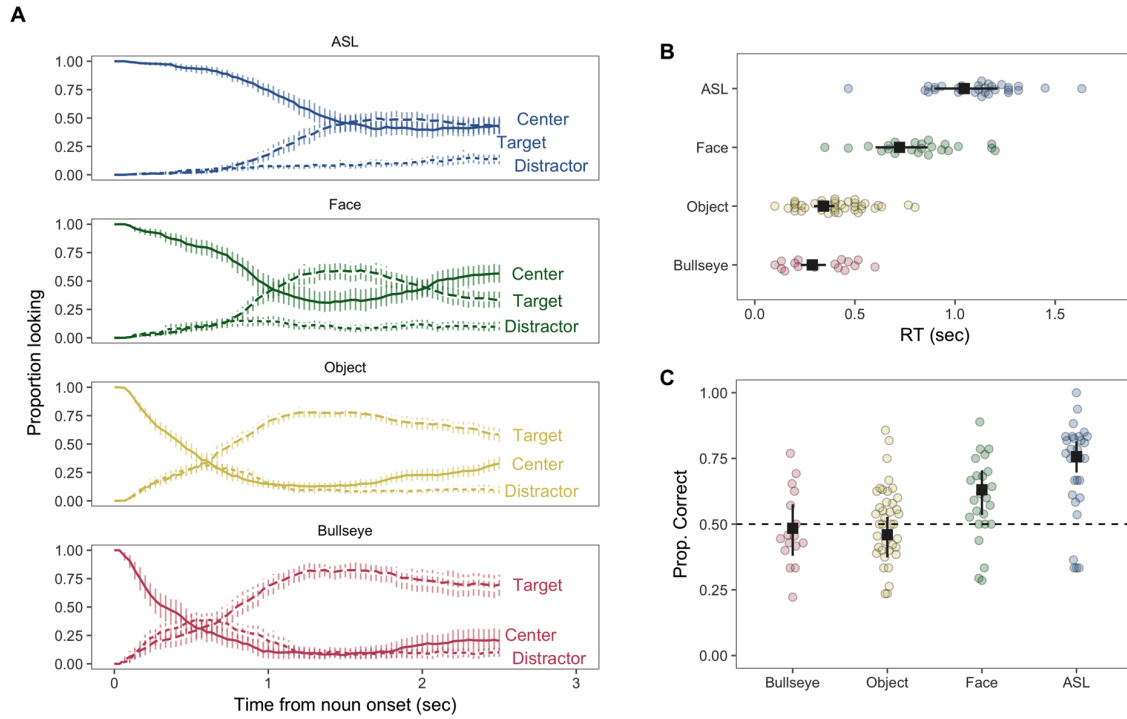 A
ASL
1.00
0.75
0.50
0.25
0.00
Center
Target
Distractor
Face
1.00
0.75
0.50
0.25
0.00
Center
Target
Distractor
Object
1.00
0.75
0.50
0.25
0.00
Target
Center
Distractor
Bullseye
1.00
0.75
0.50
0.25
0.00
Target
Center
Distractor
0 1 2 3
Time from noun onset (sec)
Proportion looking
B
ASL
Face
Object
Bullseye
0.0 0.5 1.0 1.5
RT (sec)
C
1.00
0.75
0.50
0.25
0.00
Prop. Correct
Bullseye Object Face ASL